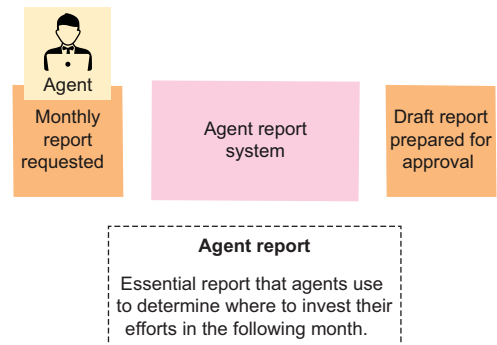 Agent
Monthly
report
requested
Agent report
system
Draft report
prepared for
approval
Agent report
Essential report that agents use
to determine where to invest their
efforts in the following month.